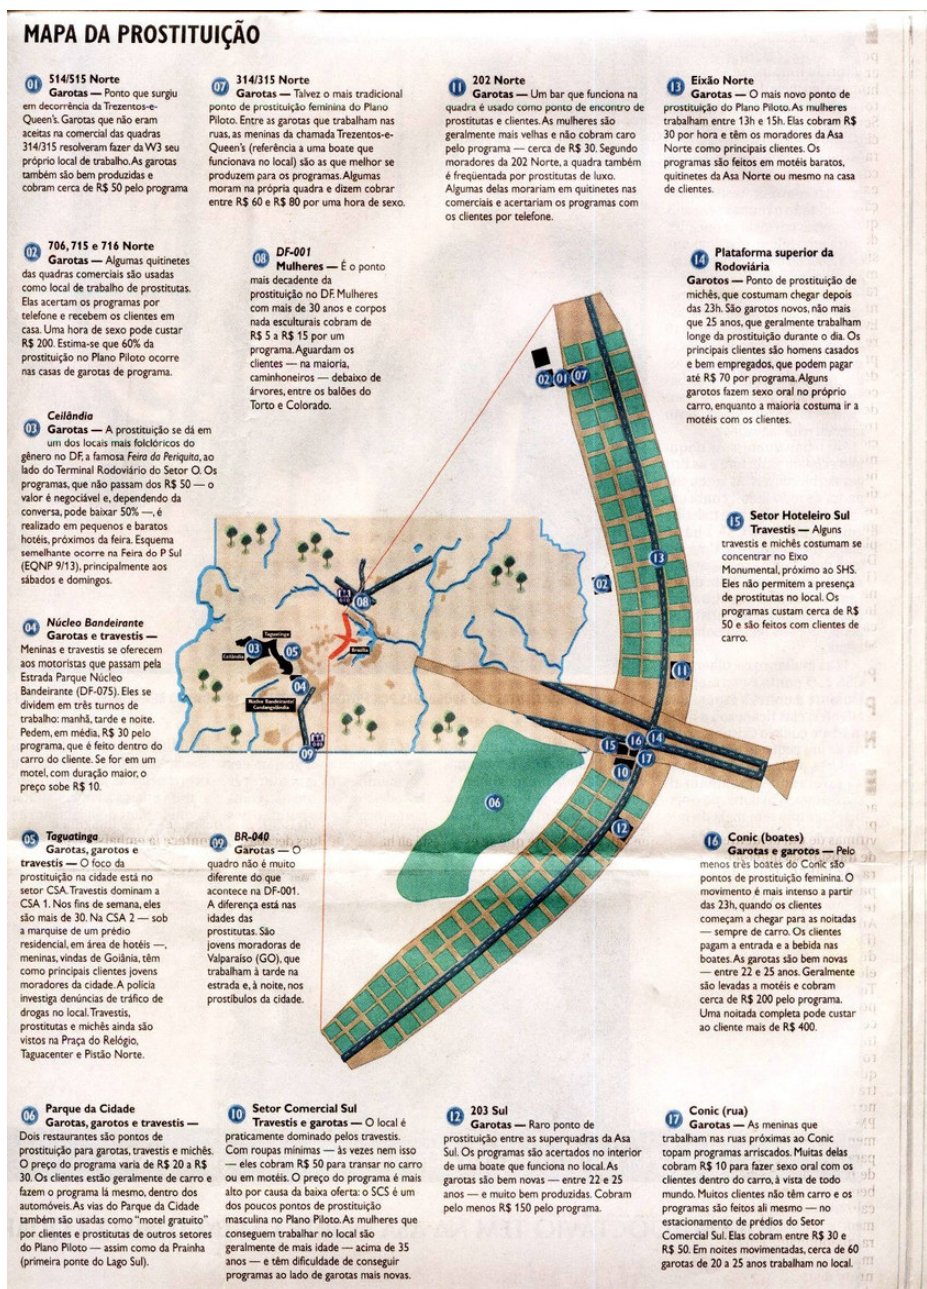 MAPA DA PROSTITUIÇÃO
01 514/515 Norte
Garotas — Ponto que surgiu
em decorrência da Trezentos-e-
Queen's. Garotas que não eram
aceitas na comercial das quadras
314/315 resolveram fazer da W3 seu
próprio local de trabalho. As garotas
também são bem produzidas e
cobram cerca de R$ 50 pelo programa
02 706, 715 e 716 Norte
Garotas — Algumas quitinetes
das quadras comerciais são usadas
como local de trabalho de prostitutas.
Elas acertam os programas por
telefone e recebem os clientes em
casa. Uma hora de sexo pode custar
R$ 200. Estima-se que 60% da
prostituição no Plano Piloto ocorre
nas casas de garotas de programa.
Ceilândia
03 Garotas — A prostituição se dá em
um dos locais mais folclóricos do
gênero no DF, a famosa Feira da Periquita, ao
lado do Terminal Rodoviário do Setor O. Os
programas, que não passam dos R$ 50 — o
valor é negociável e, dependendo da
conversa, pode baixar 50% —, é
realizado em pequenos e baratos
hotéis, próximos da feira. Esquema
semelhante ocorre na Feira do P Sul
(EQNP 9/13), principalmente aos
sábados e domingos.
04 Núcleo Bandeirante
Garotas e travestis —
Meninas e travestis se oferecem
aos motoristas que passam pela
Estrada Parque Núcleo
Bandeirante (DF-075). Eles se
dividem em três turnos de
trabalho: manhã, tarde e noite.
Pedem, em média, R$ 30 pelo
programa, que é feito dentro do
carro do cliente. Se for em um
motel, com duração maior, o
preço sobe R$ 10.
05 Taguatinga
Garotas, garotos e
travestis — O foco da
prostituição na cidade está no
setor CSA. Travestis dominam a
CSA 1. Nos fins de semana, eles
são mais de 30. Na CSA 2 — sob
a marquise de um prédio
residencial, em área de hotéis —,
meninas, vindas de Goiânia, têm
como principais clientes jovens
moradores da cidade. A polícia
investiga denúncias de tráfico de
drogas no local. Travestis,
prostitutas e michês ainda são
vistos na Praça do Relógio,
Taguacenter e Pistão Norte.
06 Parque da Cidade
Garotas, garotos e travestis —
Dois restaurantes são pontos de
prostituição para garotas, travestis e michês.
O preço do programa varia de R$ 20 a R$
30. Os clientes estão geralmente de carro e
fazem o programa lá mesmo, dentro dos
automóveis. As vias do Parque da Cidade
também são usadas como "motel gratuito"
por clientes e prostitutas de outros setores
do Plano Piloto — assim como da Prainha
(primeira ponte do Lago Sul).
07 314/315 Norte
Garotas — Talvez o mais tradicional
ponto de prostituição feminina do Plano
Piloto. Entre as garotas que trabalham nas
ruas, as meninas da chamada Trezentos-e-
Queen's (referência a uma boate que
funcionava no local) são as que melhor se
produzem para os programas. Algumas
moram na própria quadra e dizem cobrar
entre R$ 60 e R$ 80 por uma hora de sexo.
08 DF-001
Mulheres — É o ponto
mais decadente da
prostituição no DF. Mulheres
com mais de 30 anos e corpos
nada esculturais cobram de
R$ 5 a R$ 15 por um
programa. Aguardam os
clientes — na maioria,
caminhoneiros — debaixo de
árvores, entre os balões do
Torto e Colorado.
09 BR-040
Garotas — O
quadro não é muito
diferente do que
acontece na DF-001.
A diferença está nas
idades das
prostitutas. São
jovens moradoras de
Valparaíso (GO), que
trabalham à tarde na
estrada e, à noite, nos
prostíbulos da cidade.
10 Setor Comercial Sul
Travestis e garotas — O local é
praticamente dominado pelos travestis.
Com roupas mínimas — às vezes nem isso
— eles cobram R$ 50 para transar no carro
ou em motéis. O preço do programa é mais
alto por causa da baixa oferta: o SCS é um
dos poucos pontos de prostituição
masculina no Plano Piloto. As mulheres que
conseguem trabalhar no local são
geralmente de mais idade — acima de 35
anos — e têm dificuldade de conseguir
programas ao lado de garotas mais novas.
11 202 Norte
Garotas — Um bar que funciona na
quadra é usado como ponto de encontro de
prostitutas e clientes. As mulheres são
geralmente mais velhas e não cobram caro
pelo programa — cerca de R$ 30. Segundo
moradores da 202 Norte, a quadra também
é freqüentada por prostitutas de luxo.
Algumas delas morariam em quitinetes nas
comerciais e acertariam os programas com
os clientes por telefone.
12 203 Sul
Garotas — Raro ponto de
prostituição entre as superquadras da Asa
Sul. Os programas são acertados no interior
de uma boate que funciona no local. As
garotas são bem novas — entre 22 e 25
anos — e muito bem produzidas. Cobram
pelo menos R$ 150 pelo programa.
13 Eixão Norte
Garotas — O mais novo ponto de
prostituição do Plano Piloto. As mulheres
trabalham entre 13h e 15h. Elas cobram R$
30 por hora e têm os moradores da Asa
Norte como principais clientes. Os
programas são feitos em motéis baratos,
quitinetes da Asa Norte ou mesmo na casa
de clientes.
14 Plataforma superior da
Rodoviária
Garotos — Ponto de prostituição de
michês, que costumam chegar depois
das 23h. São garotos novos, não mais
que 25 anos, que geralmente trabalham
longe da prostituição durante o dia. Os
principais clientes são homens casados
e bem empregados, que podem pagar
até R$ 70 por programa. Alguns
garotos fazem sexo oral no próprio
carro, enquanto a maioria costuma ir a
motéis com os clientes.
15 Setor Hoteleiro Sul
Travestis — Alguns
travestis e michês costumam se
concentrar no Eixo
Monumental, próximo ao SHS.
Eles não permitem a presença
de prostitutas no local. Os
programas custam cerca de R$
50 e são feitos com clientes de
carro.
16 Conic (boates)
Garotas e garotos — Pelo
menos três boates do Conic são
pontos de prostituição feminina. O
movimento é mais intenso a partir
das 23h, quando os clientes
começam a chegar para as noitadas
— sempre de carro. Os clientes
pagam a entrada e a bebida nas
boates. As garotas são bem novas
— entre 22 e 25 anos. Geralmente
são levadas a motéis e cobram
cerca de R$ 200 pelo programa.
Uma noitada completa pode custar
ao cliente mais de R$ 400.
17 Conic (rua)
Garotas — As meninas que
trabalham nas ruas próximas ao Conic
topam programas arriscados. Muitas delas
cobram R$ 10 para fazer sexo oral com os
clientes dentro do carro, à vista de todo
mundo. Muitos clientes não têm carro e os
programas são feitos ali mesmo — no
estacionamento de prédios do Setor
Comercial Sul. Elas cobram entre R$ 30 e
R$ 50. Em noites movimentadas, cerca de 60
garotas de 20 a 25 anos trabalham no local.
02 01 07
13
02
11
15 16 14
10 17
12
06
08
Taguatinga
03 05
Ceilândia
Brasília
04
Núcleo Bandeirante/
Candangolândia
09